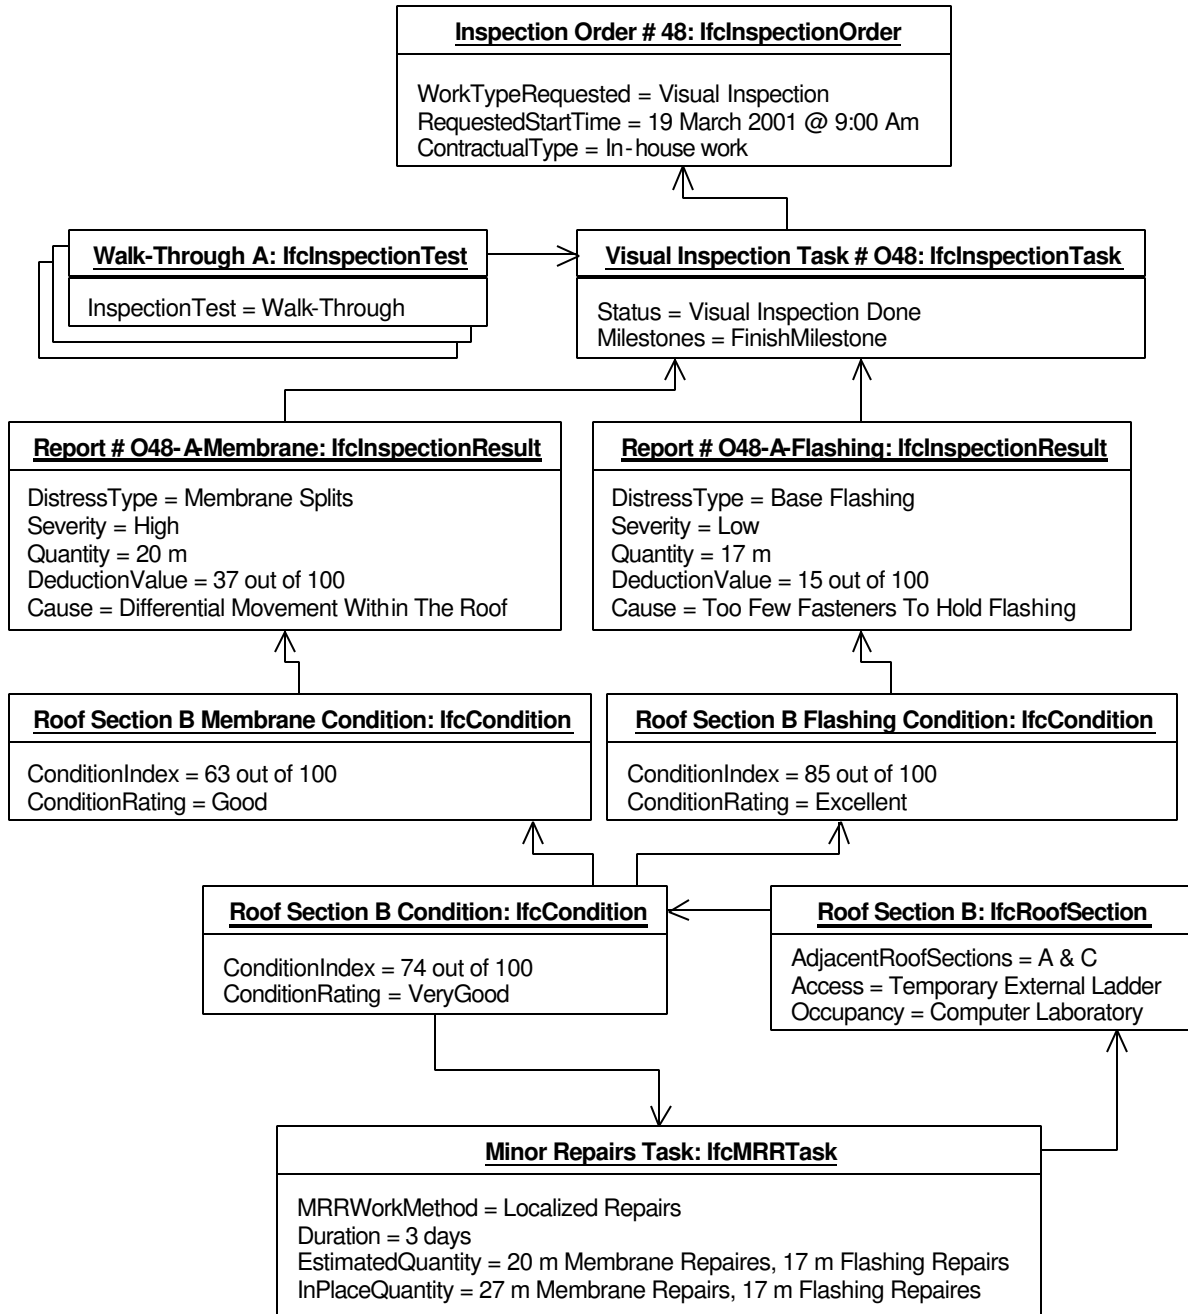 Inspection Order # 48: IfcInspectionOrder
WorkTypeRequested = Visual Inspection
RequestedStartTime = 19 March 2001 @ 9:00 Am
ContractualType = In-house work
Walk-Through A: IfcInspectionTest
InspectionTest = Walk-Through
Visual Inspection Task # O48: IfcInspectionTask
Status = Visual Inspection Done
Milestones = FinishMilestone
Report # O48-A-Membrane: IfcInspectionResult
DistressType = Membrane Splits
Severity = High
Quantity = 20 m
DeductionValue = 37 out of 100
Cause = Differential Movement Within The Roof
Report # O48-A-Flashing: IfcInspectionResult
DistressType = Base Flashing
Severity = Low
Quantity = 17 m
DeductionValue = 15 out of 100
Cause = Too Few Fasteners To Hold Flashing
Roof Section B Membrane Condition: IfcCondition
ConditionIndex = 63 out of 100
ConditionRating = Good
Roof Section B Flashing Condition: IfcCondition
ConditionIndex = 85 out of 100
ConditionRating = Excellent
Roof Section B Condition: IfcCondition
ConditionIndex = 74 out of 100
ConditionRating = VeryGood
Roof Section B: IfcRoofSection
AdjacentRoofSections = A & C
Access = Temporary External Ladder
Occupancy = Computer Laboratory
Minor Repairs Task: IfcMRRTask
MRRWorkMethod = Localized Repairs
Duration = 3 days
EstimatedQuantity = 20 m Membrane Repaires, 17 m Flashing Repairs
InPlaceQuantity = 27 m Membrane Repairs, 17 m Flashing Repaires